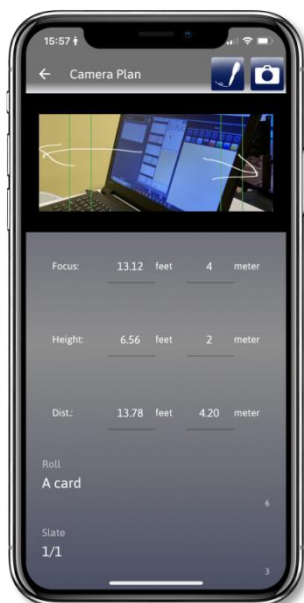 15:57
Camera Plan
Focus: 13.12 feet 4 meter
Height: 6.56 feet 2 meter
Dist.: 13.78 feet 4.20 meter
Roll
A card
6
Slate
1/1
3